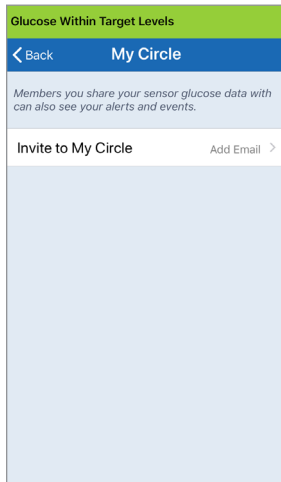 Glucose Within Target Levels
Back My Circle
Members you share your sensor glucose data with
can also see your alerts and events.
Invite to My Circle Add Email